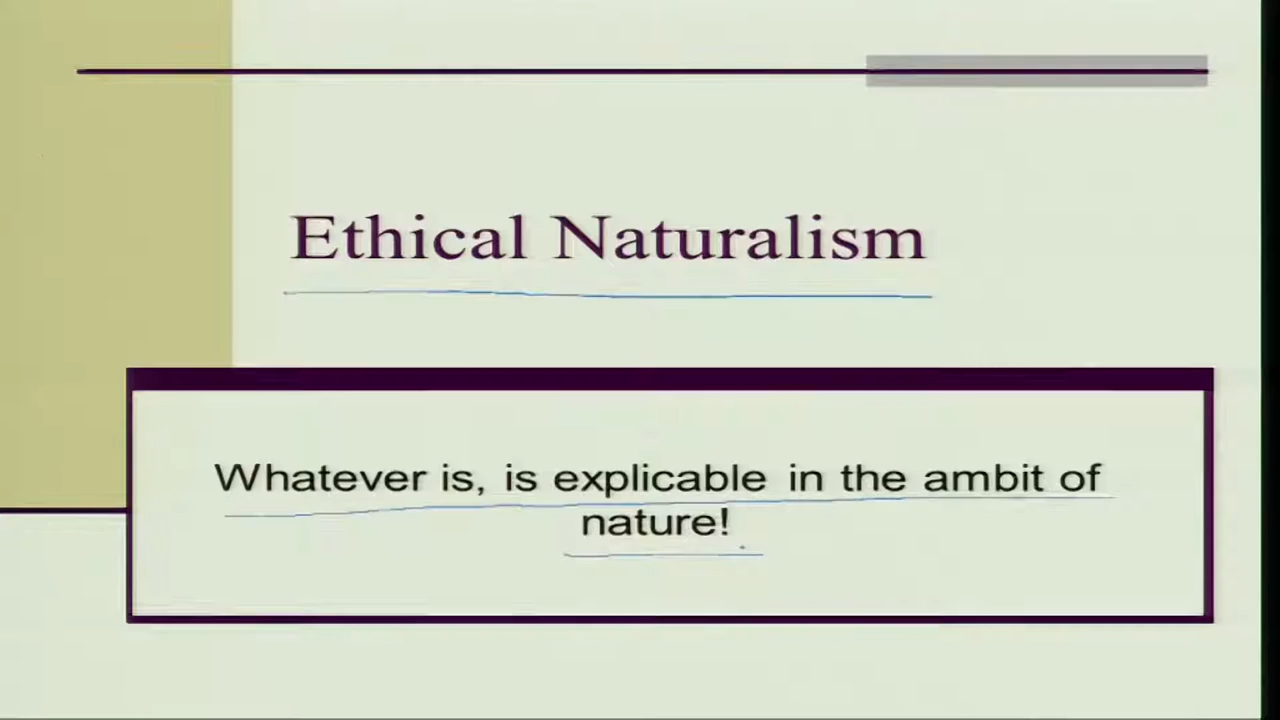 Ethical Naturalism
Whatever is, is explicable in the ambit of
nature!